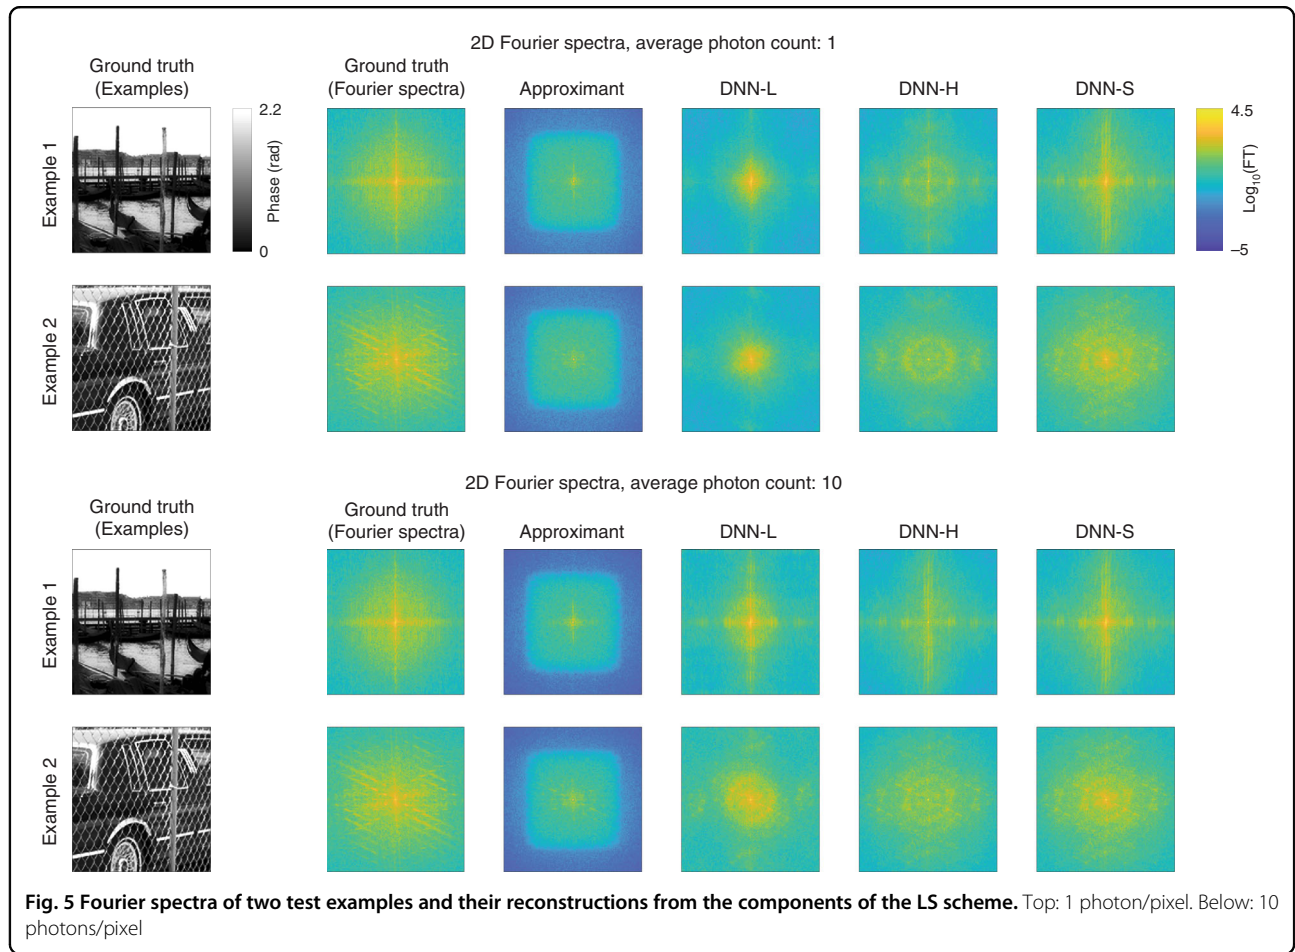 2D Fourier spectra, average photon count: 1
Ground truth
(Examples)
Ground truth
(Fourier spectra)
Approximant
DNN-L
DNN-H
DNN-S
Example 1
2.2
Phase (rad)
0
4.5
Log10(FT)
–5
Example 2
2D Fourier spectra, average photon count: 10
Ground truth
(Examples)
Ground truth
(Fourier spectra)
Approximant
DNN-L
DNN-H
DNN-S
Example 1
Example 2
Fig. 5 Fourier spectra of two test examples and their reconstructions from the components of the LS scheme. Top: 1 photon/pixel. Below: 10
photons/pixel